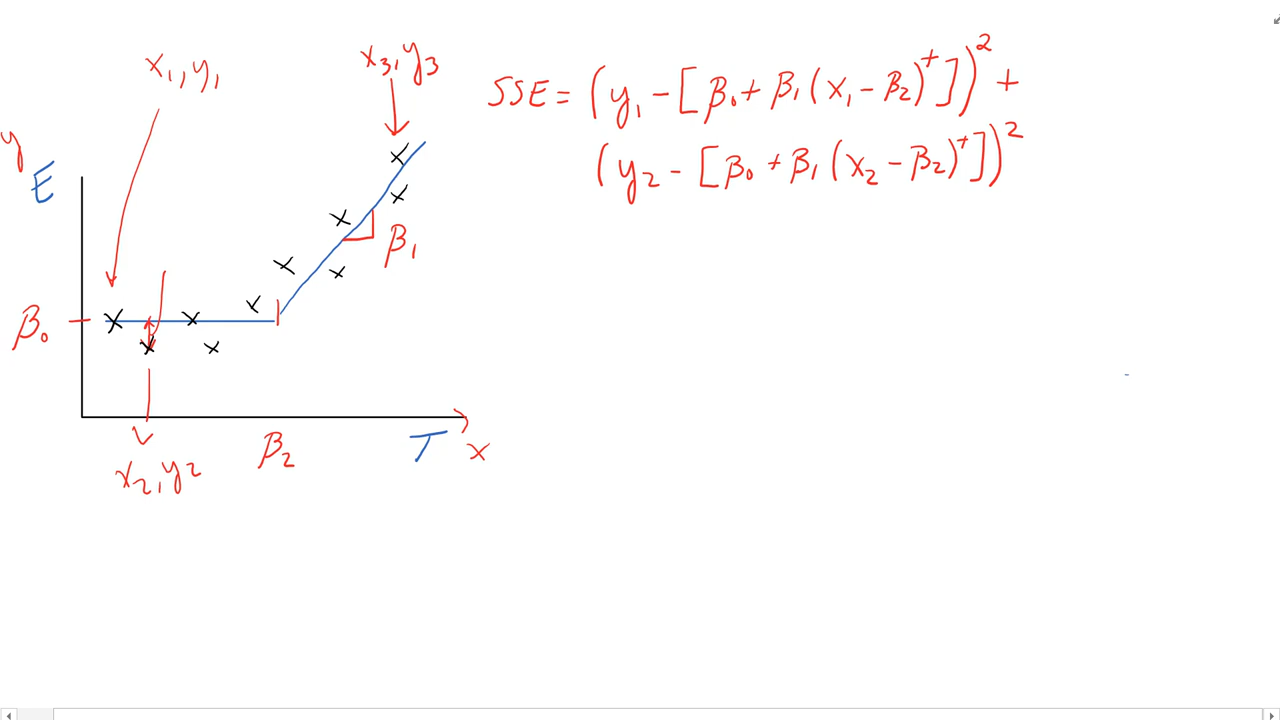 x₁, y₁
x₃, y₃
SSE = (y₁ - [β₀ + β₁(x₁ - β₂)⁺])² +
(y₂ - [β₀ + β₁(x₂ - β₂)⁺])²
y
E
β₁
β₀
β₂
T
x
x₂, y₂